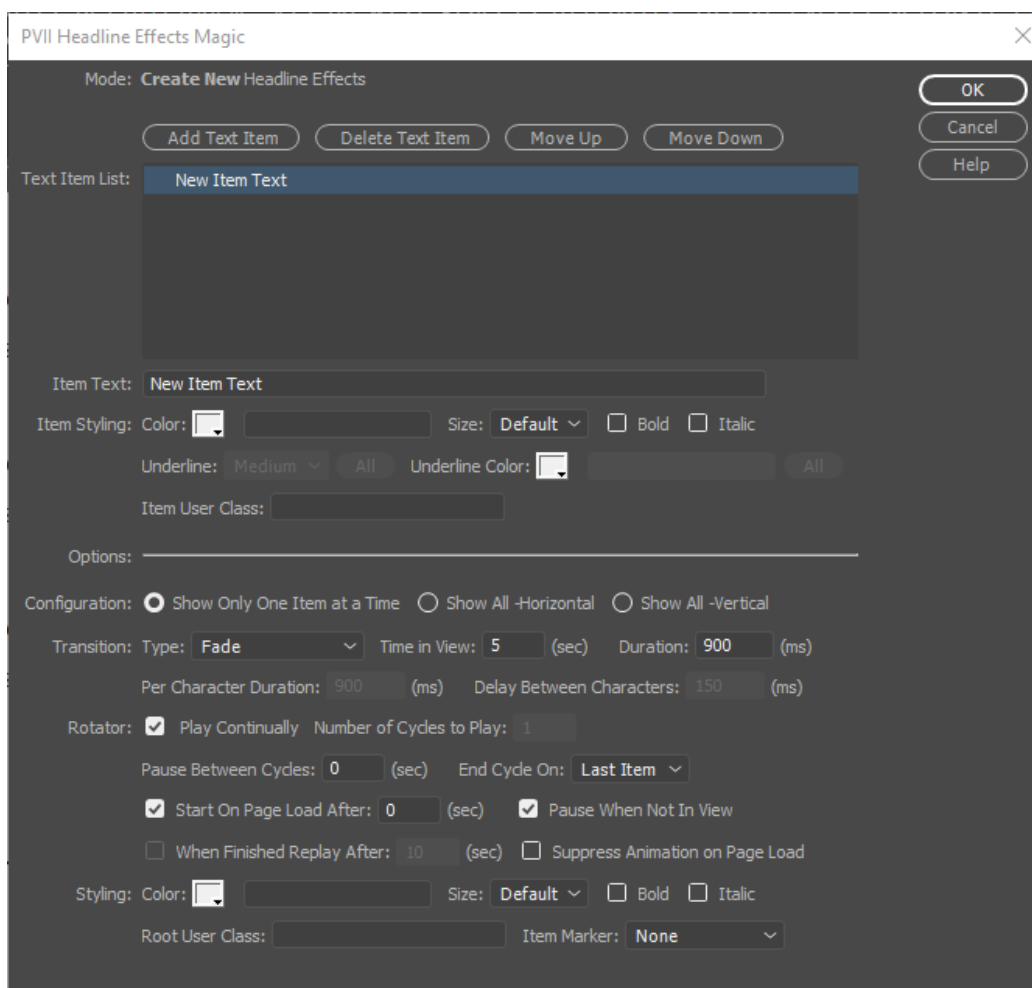 PVII Headline Effects Magic
Mode: Create New Headline Effects
OK
Cancel
Help
Add Text Item Delete Text Item Move Up Move Down
Text Item List: New Item Text
Item Text: New Item Text
Item Styling: Color: Size: Default Bold Italic
Underline: Medium All Underline Color: All
Item User Class:
Options:
Configuration: Show Only One Item at a Time Show All -Horizontal Show All -Vertical
Transition: Type: Fade Time in View: 5 (sec) Duration: 900 (ms)
Per Character Duration: 900 (ms) Delay Between Characters: 150 (ms)
Rotator: Play Continually Number of Cycles to Play: 1
Pause Between Cycles: 0 (sec) End Cycle On: Last Item
Start On Page Load After: 0 (sec) Pause When Not In View
When Finished Replay After: 10 (sec) Suppress Animation on Page Load
Styling: Color: Size: Default Bold Italic
Root User Class: Item Marker: None